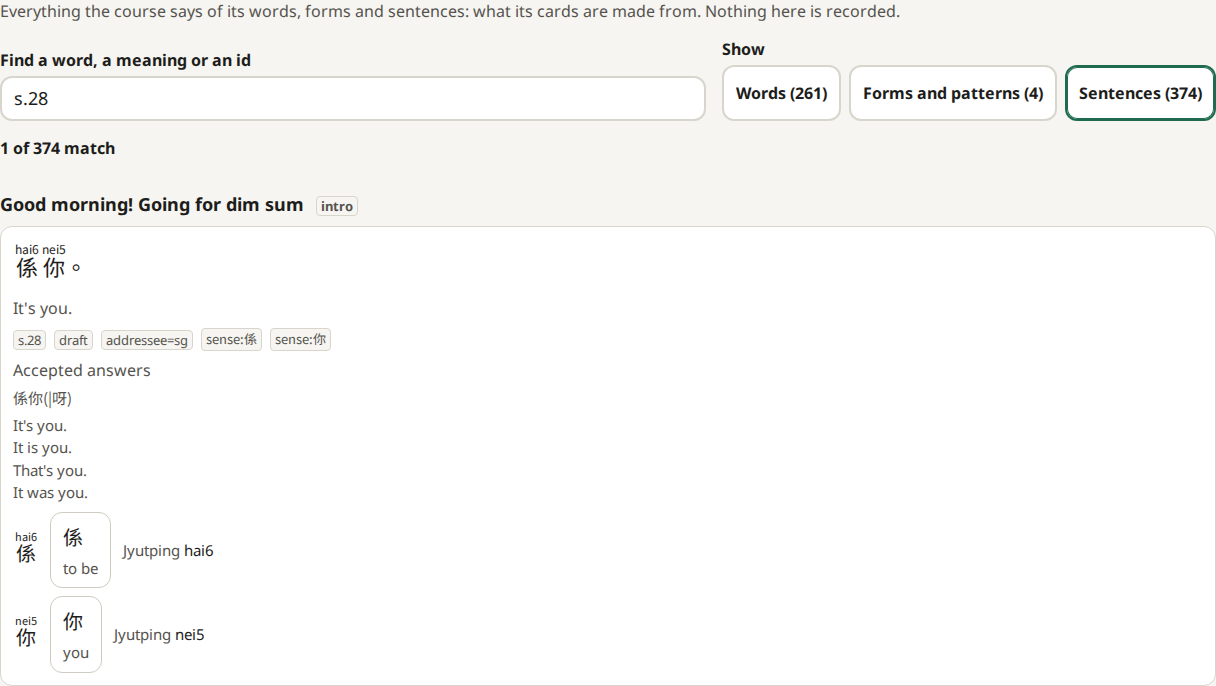 Everything the course says of its words, forms and sentences: what its cards are made from. Nothing here is recorded.
Find a word, a meaning or an id
s.28
Show
Words (261)
Forms and patterns (4)
Sentences (374)
1 of 374 match
Good morning! Going for dim sum intro
hai6 nei5
係 你。
It's you.
s.28 draft addressee=sg sense:係 sense:你
Accepted answers
係你(|呀)
It's you.
It is you.
That's you.
It was you.
hai6
係
係
to be
Jyutping hai6
nei5
你
你
you
Jyutping nei5